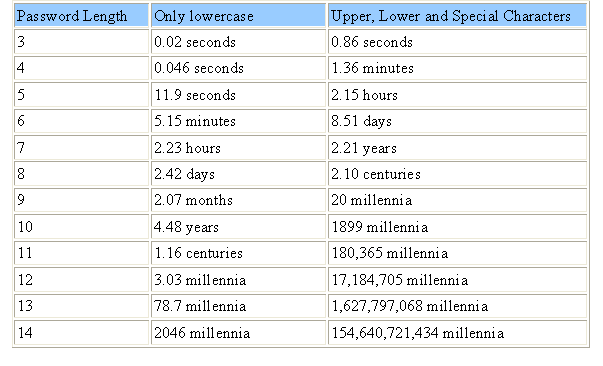 Password Length Only lowercase Upper, Lower and Special Characters
3 0.02 seconds 0.86 seconds
4 0.046 seconds 1.36 minutes
5 11.9 seconds 2.15 hours
6 5.15 minutes 8.51 days
7 2.23 hours 2.21 years
8 2.42 days 2.10 centuries
9 2.07 months 20 millennia
10 4.48 years 1899 millennia
11 1.16 centuries 180,365 millennia
12 3.03 millennia 17,184,705 millennia
13 78.7 millennia 1,627,797,068 millennia
14 2046 millennia 154,640,721,434 millennia